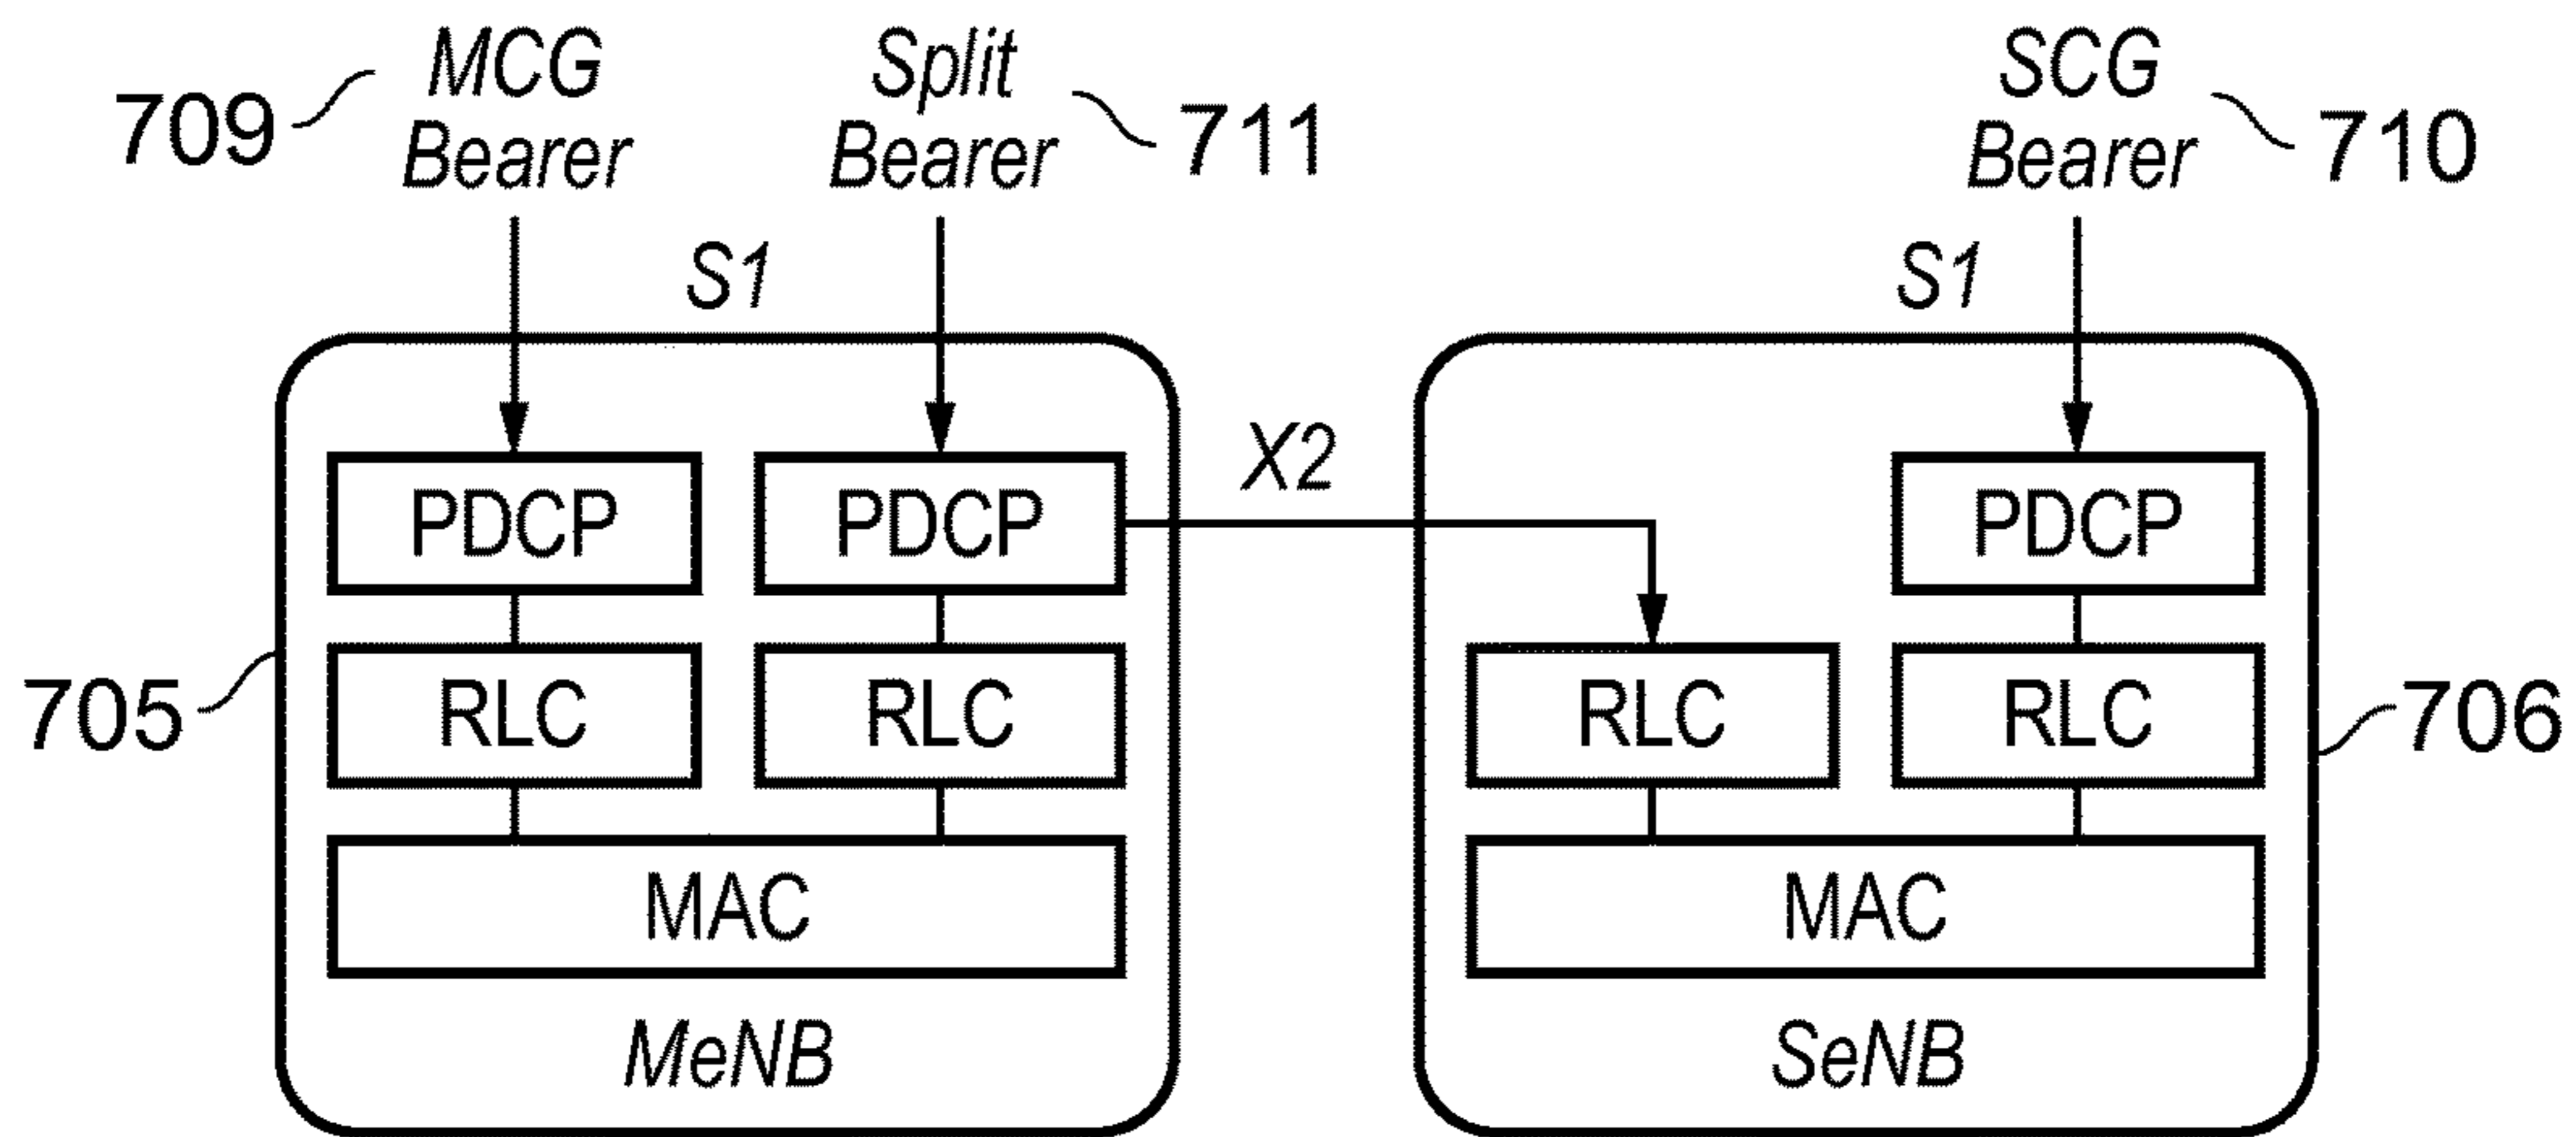 709
MCG
Bearer
Split
Bearer
711
SCG
Bearer
710
S1
S1
X2
PDCP
PDCP
PDCP
705
RLC
RLC
RLC
RLC
706
MAC
MAC
MeNB
SeNB